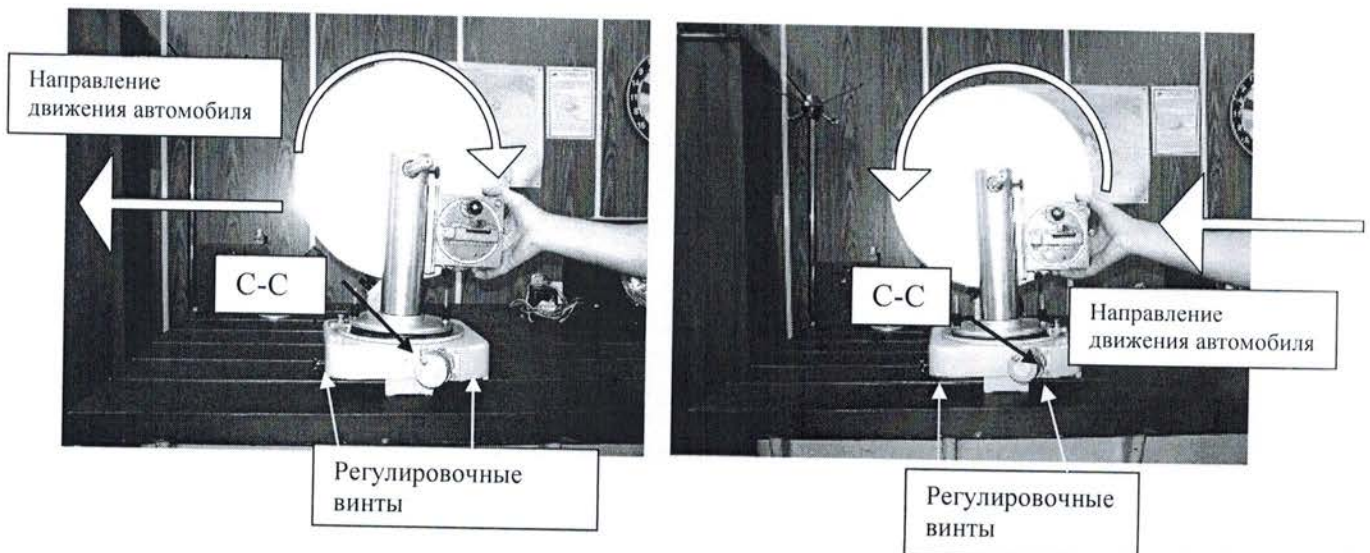 Направление
движения автомобиля
С-С
Регулировочные
винты
С-С
Направление
движения автомобиля
Регулировочные
винты